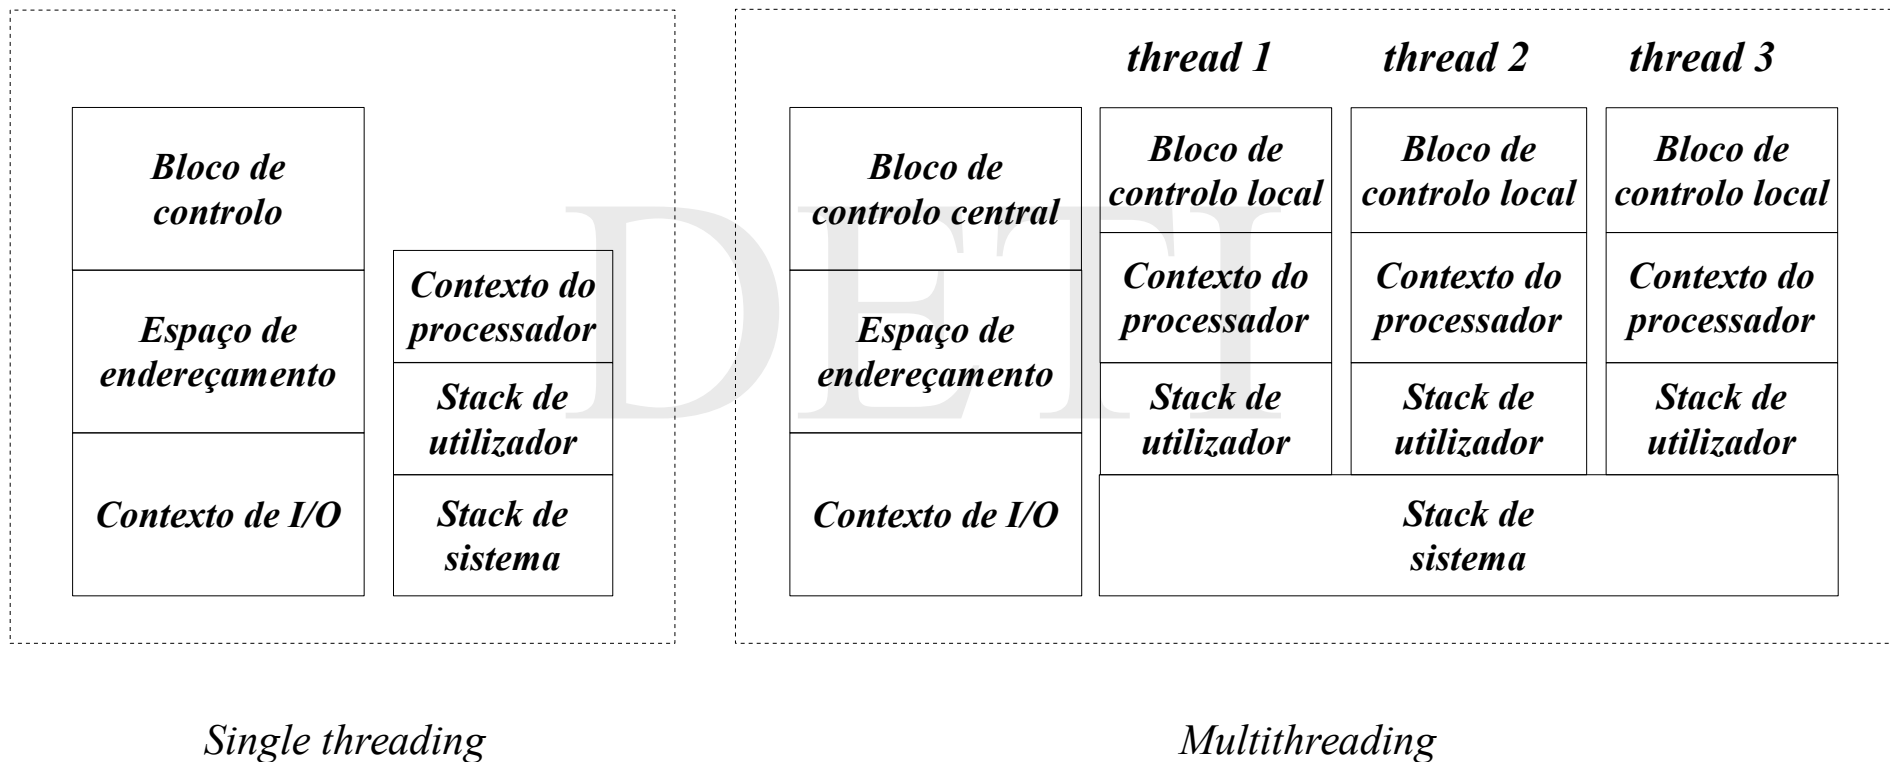 Bloco de
controlo
Espaço de
endereçamento
Contexto de I/O
Contexto do
processador
Stack de
utilizador
Stack de
sistema
Single threading
thread 1
thread 2
thread 3
Bloco de
controlo central
Espaço de
endereçamento
Contexto de I/O
Bloco de
controlo local
Contexto do
processador
Stack de
utilizador
Bloco de
controlo local
Contexto do
processador
Stack de
utilizador
Bloco de
controlo local
Contexto do
processador
Stack de
utilizador
Stack de
sistema
Multithreading
DETI